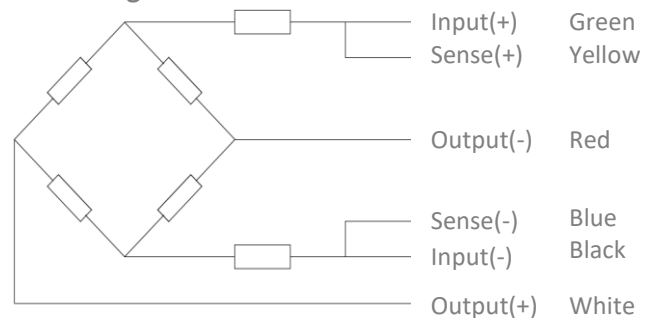 Input(+) Green
Sense(+) Yellow
Output(-) Red
Sense(-) Blue
Input(-) Black
Output(+) White